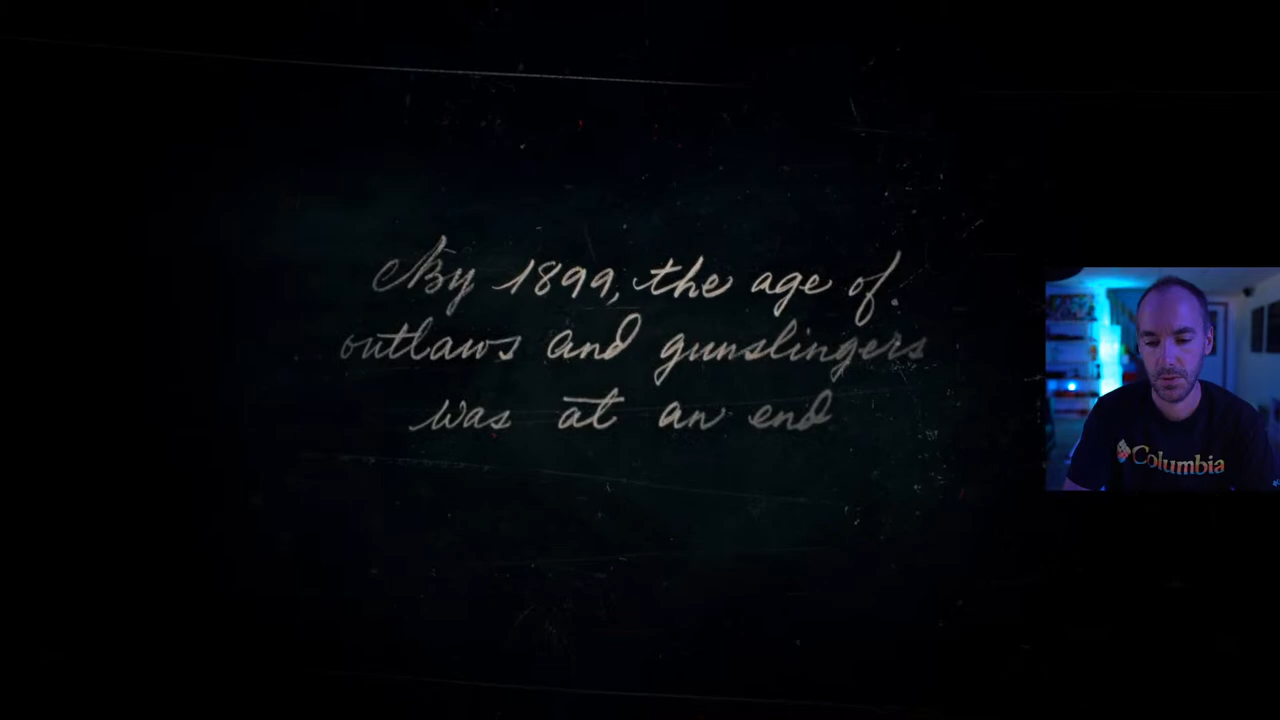 By 1899, the age of
outlaws and gunslingers
was at an end
Columbia